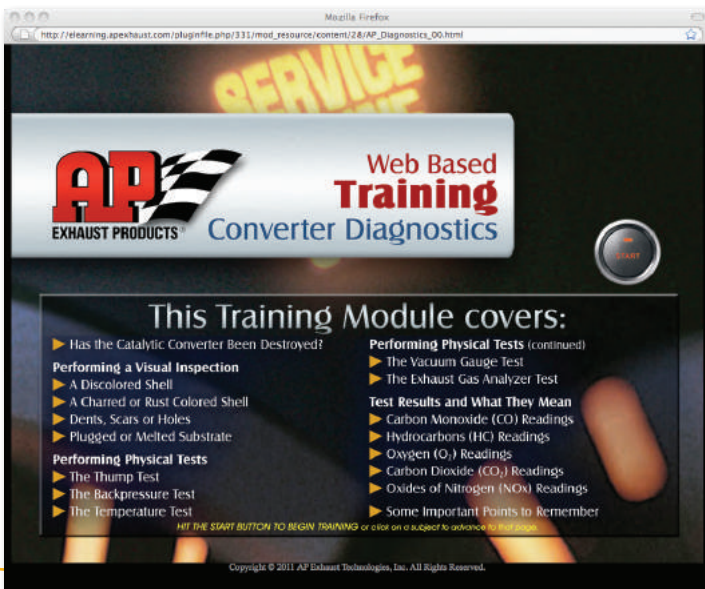 Mozilla Firefox
http://elearning.apexhaust.com/pluginfile.php/331/mod_resource/content/28/AP_Diagnostics_00.html
SERVICE
ENGINE
AP
EXHAUST PRODUCTS®
Web Based
Training
Converter Diagnostics
START
This Training Module covers:
Has the Catalytic Converter Been Destroyed?
Performing a Visual Inspection
A Discolored Shell
A Charred or Rust Colored Shell
Dents, Scars or Holes
Plugged or Melted Substrate
Performing Physical Tests
The Thump Test
The Backpressure Test
The Temperature Test
Performing Physical Tests (continued)
The Vacuum Gauge Test
The Exhaust Gas Analyzer Test
Test Results and What They Mean
Carbon Monoxide (CO) Readings
Hydrocarbons (HC) Readings
Oxygen (O₂) Readings
Carbon Dioxide (CO₂) Readings
Oxides of Nitrogen (NOx) Readings
Some Important Points to Remember
HIT THE START BUTTON TO BEGIN TRAINING or click on a subject to advance to that page.
Copyright © 2011 AP Exhaust Technologies, Inc. All Rights Reserved.